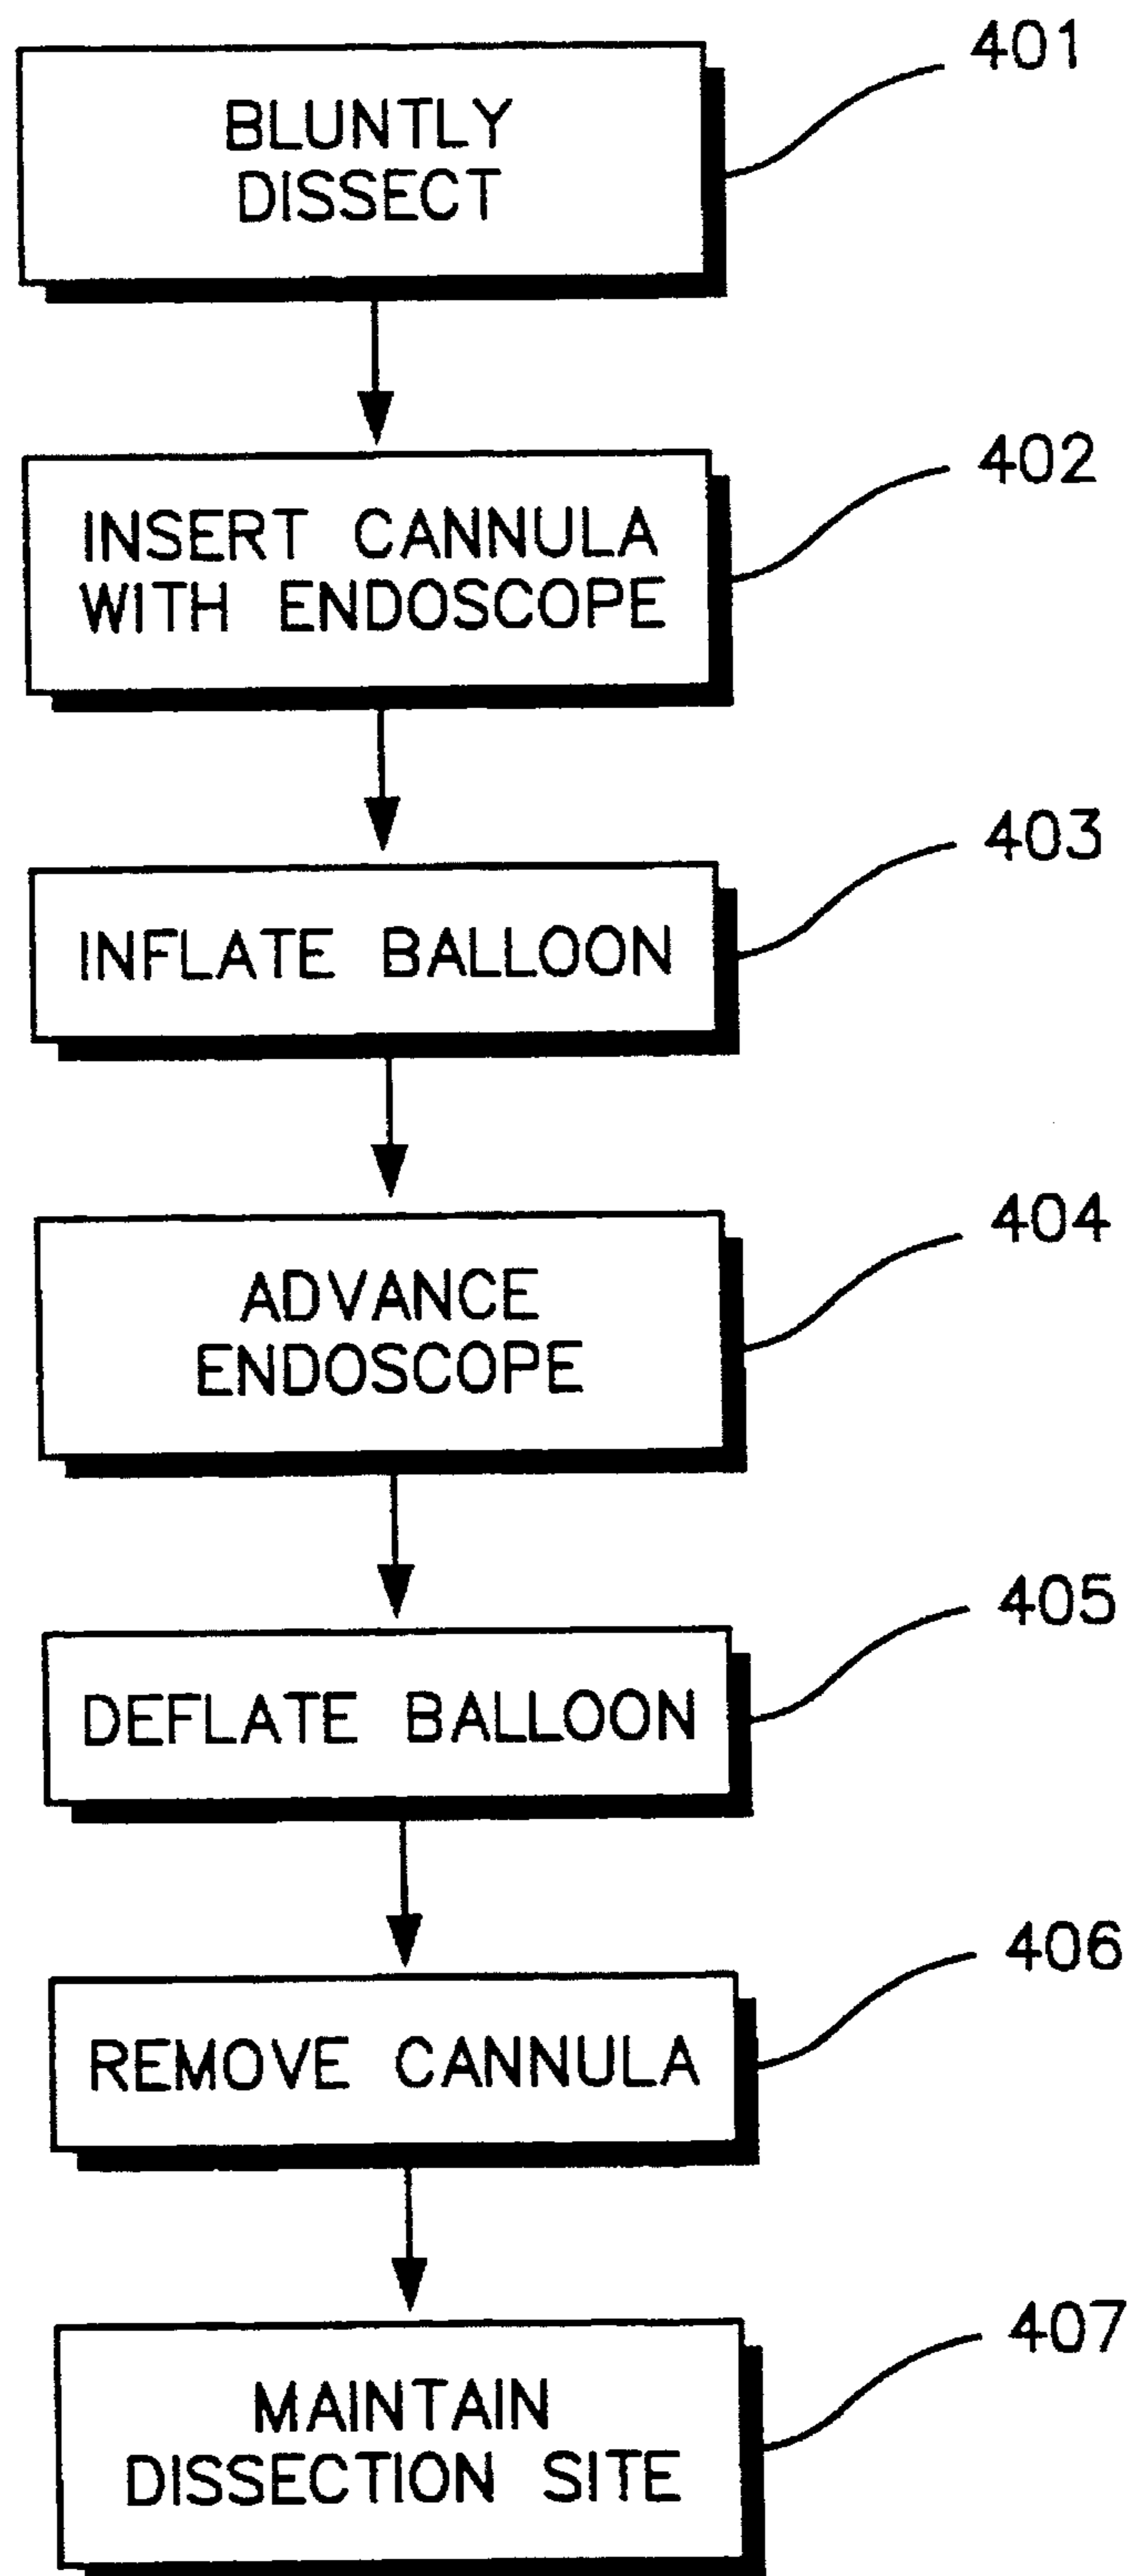 401
BLUNTLY
DISSECT
402
INSERT CANNULA
WITH ENDOSCOPE
403
INFLATE BALLOON
404
ADVANCE
ENDOSCOPE
405
DEFLATE BALLOON
406
REMOVE CANNULA
407
MAINTAIN
DISSECTION SITE